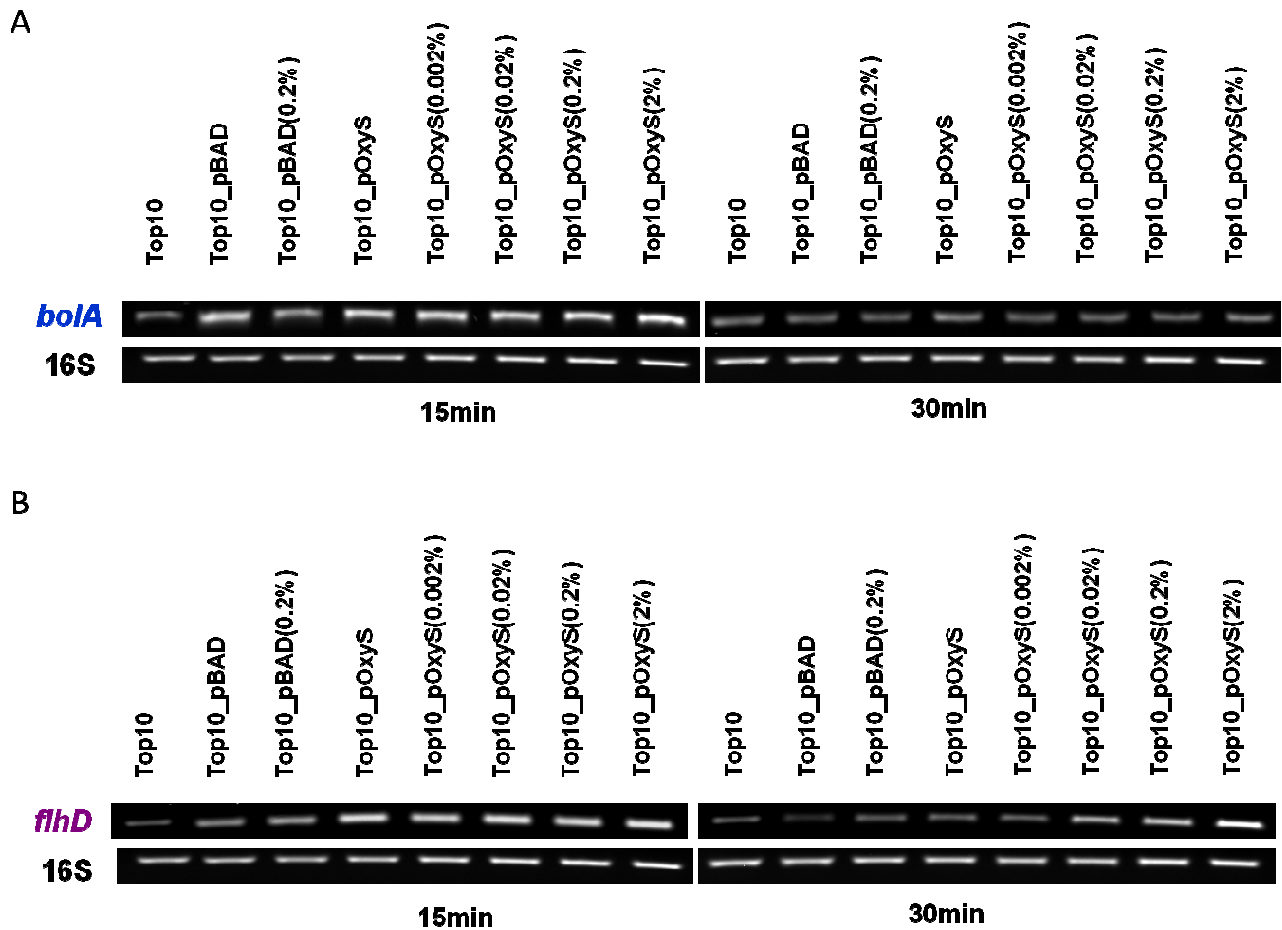 A
Top10
Top10_pBAD
Top10_pBAD(0.2%)
Top10_pOxyS
Top10_pOxyS(0.002%)
Top10_pOxyS(0.02%)
Top10_pOxyS(0.2%)
Top10_pOxyS(2%)
Top10
Top10_pBAD
Top10_pBAD(0.2%)
Top10_pOxyS
Top10_pOxyS(0.002%)
Top10_pOxyS(0.02%)
Top10_pOxyS(0.2%)
Top10_pOxyS(2%)
bolA
16S
15min
30min
B
Top10
Top10_pBAD
Top10_pBAD(0.2%)
Top10_pOxyS
Top10_pOxyS(0.002%)
Top10_pOxyS(0.02%)
Top10_pOxyS(0.2%)
Top10_pOxyS(2%)
Top10
Top10_pBAD
Top10_pBAD(0.2%)
Top10_pOxyS
Top10_pOxyS(0.002%)
Top10_pOxyS(0.02%)
Top10_pOxyS(0.2%)
Top10_pOxyS(2%)
flhD
16S
15min
30min